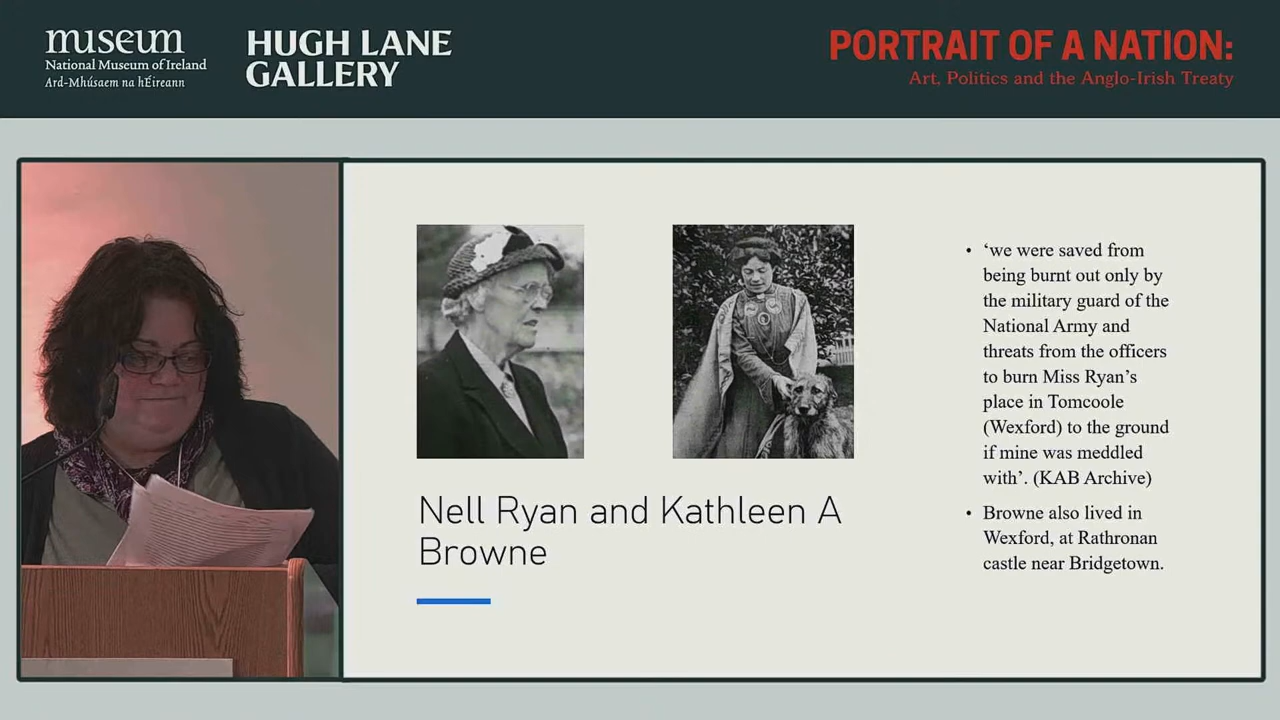 museum
National Museum of Ireland
Ard-Mhúsaem na hÉireann
HUGH LANE
GALLERY
PORTRAIT OF A NATION:
Art, Politics and the Anglo-Irish Treaty
Nell Ryan and Kathleen A
Browne
• ‘we were saved from
being burnt out only by
the military guard of the
National Army and
threats from the officers
to burn Miss Ryan’s
place in Tomcoole
(Wexford) to the ground
if mine was meddled
with’. (KAB Archive)
• Browne also lived in
Wexford, at Rathronan
castle near Bridgetown.